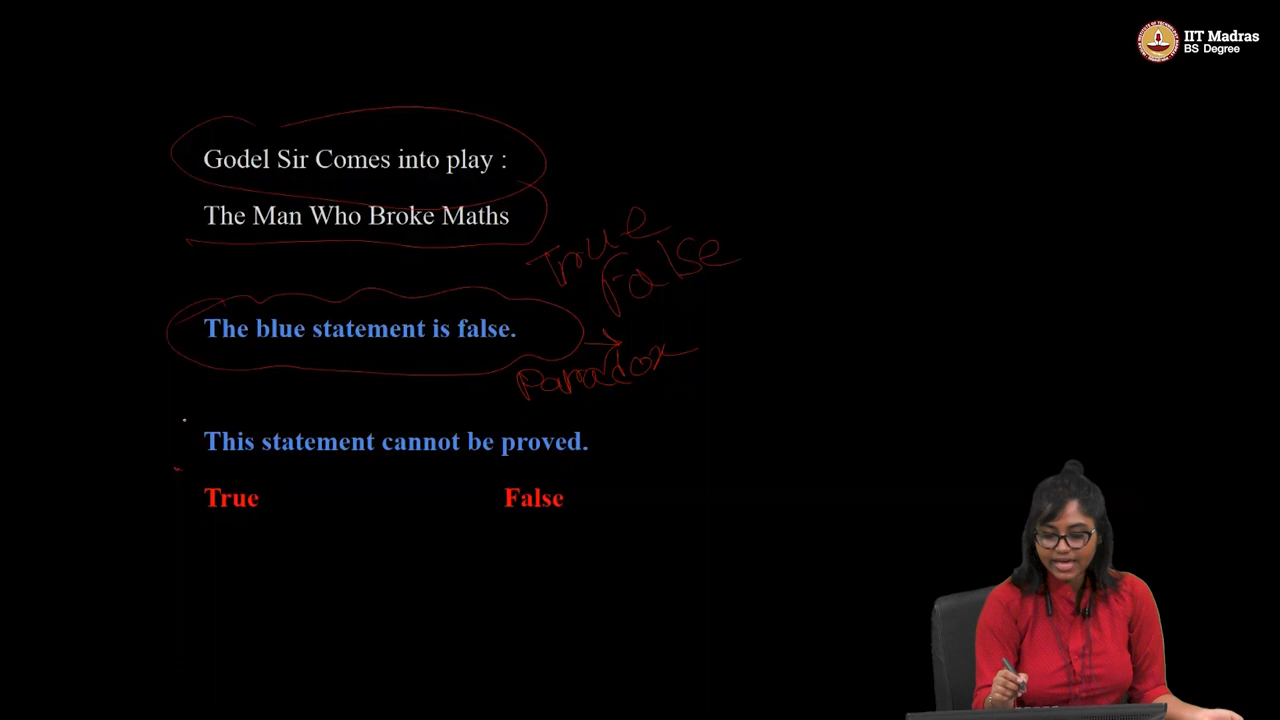 IIT Madras
BS Degree
Godel Sir Comes into play :
The Man Who Broke Maths
True
False
The blue statement is false.
Paradox
This statement cannot be proved.
True False